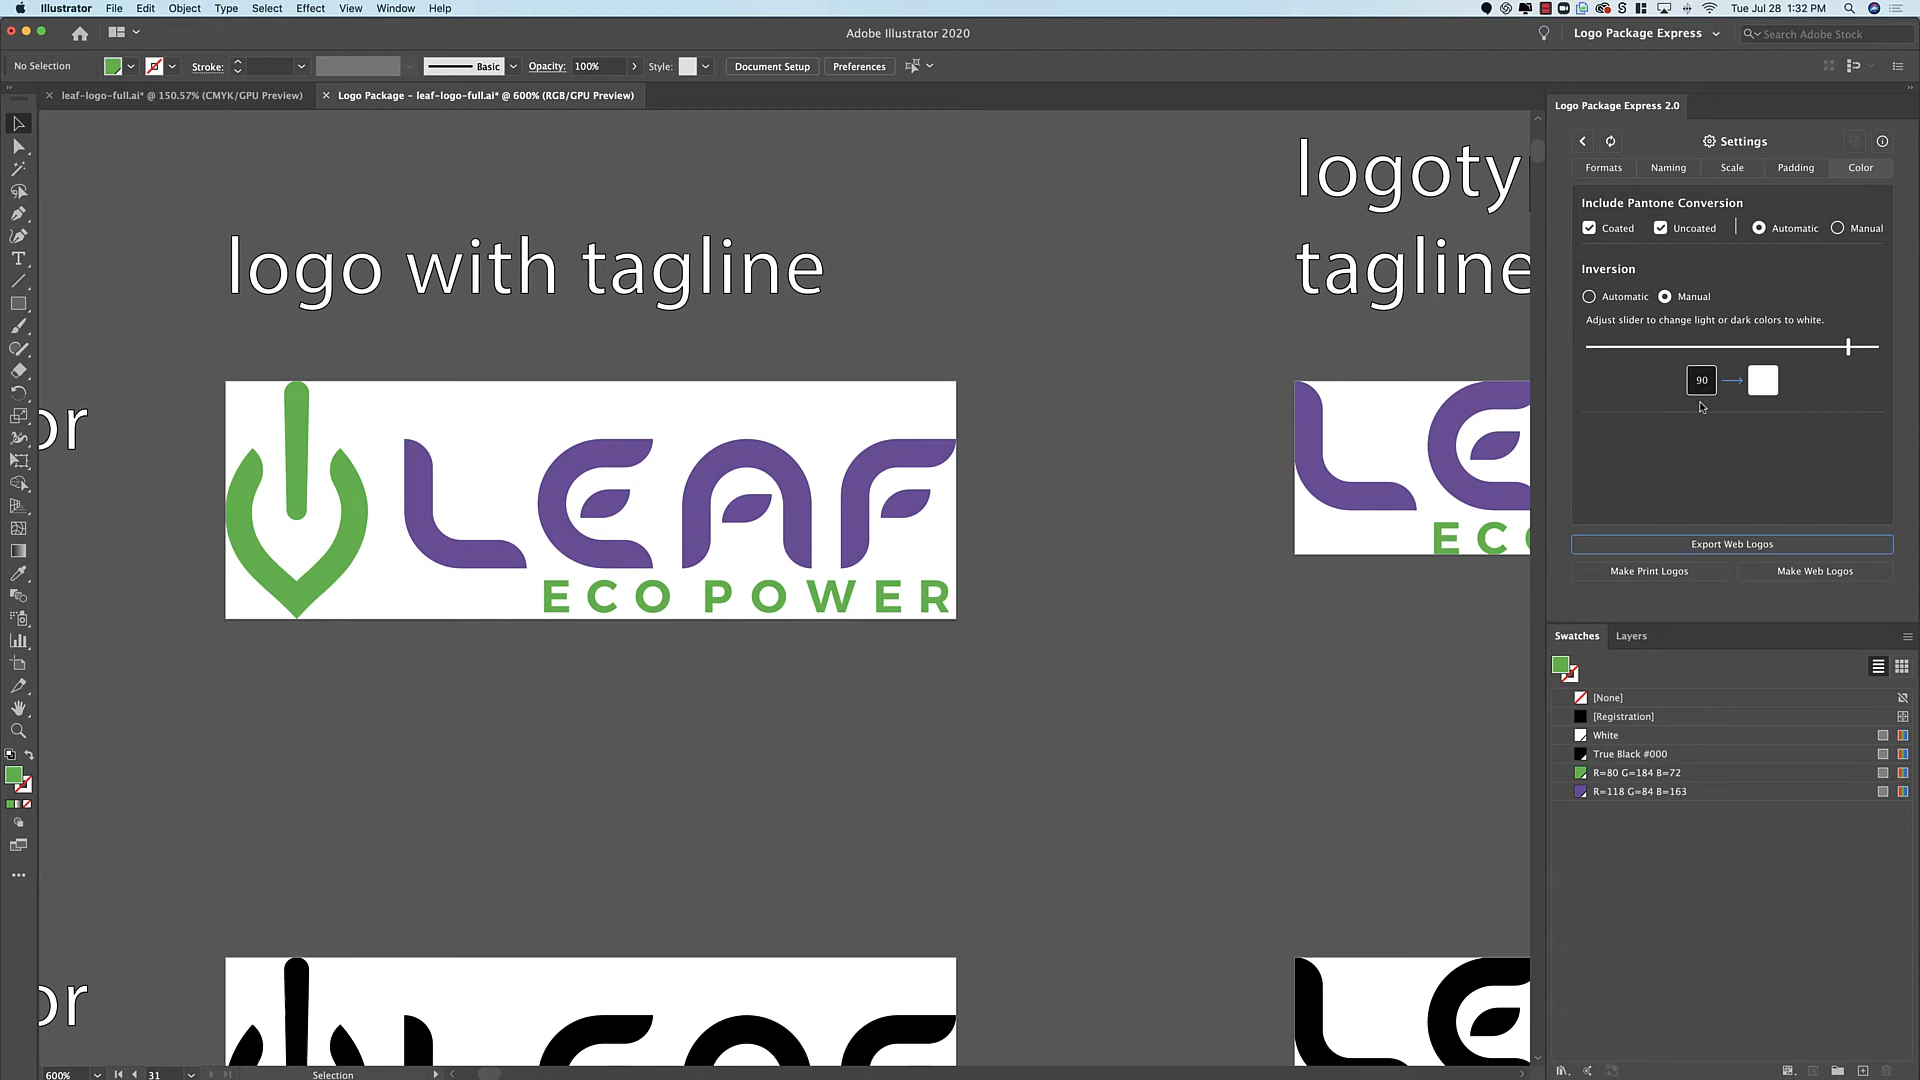 Illustrator File Edit Object Type Select Effect View Window Help
Tue Jul 28 1:32 PM
Adobe Illustrator 2020
Logo Package Express
Search Adobe Stock
No Selection
Stroke:
Basic
Opacity: 100%
Style:
Document Setup
Preferences
leaf-logo-full.ai* @ 150.57% (CMYK/GPU Preview)
Logo Package - leaf-logo-full.ai* @ 600% (RGB/GPU Preview)
Logo Package Express 2.0
Settings
Formats Naming Scale Padding Color
Include Pantone Conversion
Coated Uncoated Automatic Manual
Inversion
Automatic Manual
Adjust slider to change light or dark colors to white.
90
Export Web Logos
Make Print Logos Make Web Logos
logo with tagline
logoty
tagline
or
LEAF
ECO POWER
LE
EC
or
LEAF
LE
Swatches Layers
[None]
[Registration]
White
True Black #000
R=80 G=184 B=72
R=118 G=84 B=163
600%
31
Selection